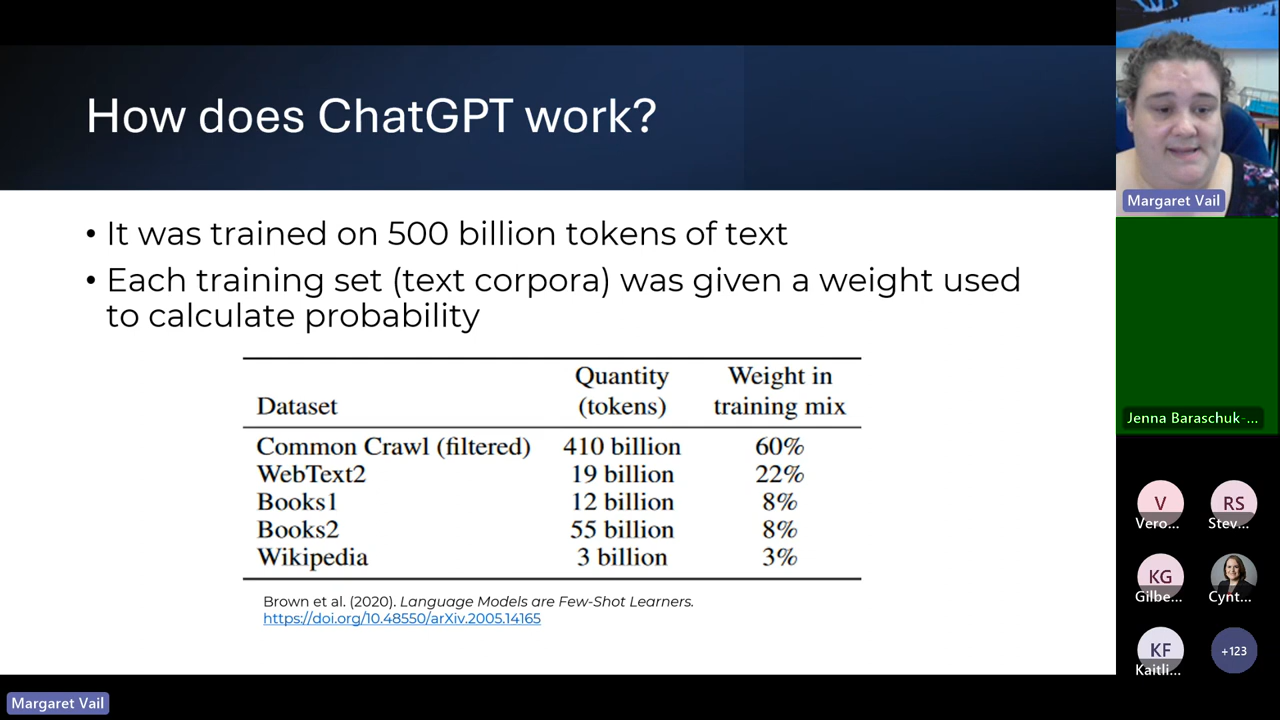 How does ChatGPT work?
• It was trained on 500 billion tokens of text
• Each training set (text corpora) was given a weight used
to calculate probability
Quantity Weight in
Dataset (tokens) training mix
Common Crawl (filtered) 410 billion 60%
WebText2 19 billion 22%
Books1 12 billion 8%
Books2 55 billion 8%
Wikipedia 3 billion 3%
Brown et al. (2020). Language Models are Few-Shot Learners.
https://doi.org/10.48550/arXiv.2005.14165
Margaret Vail
Margaret Vail
Jenna Baraschuk-...
V RS
Vero... Stev...
KG
Gilbe... Cynt...
KF +123
Kaitli...